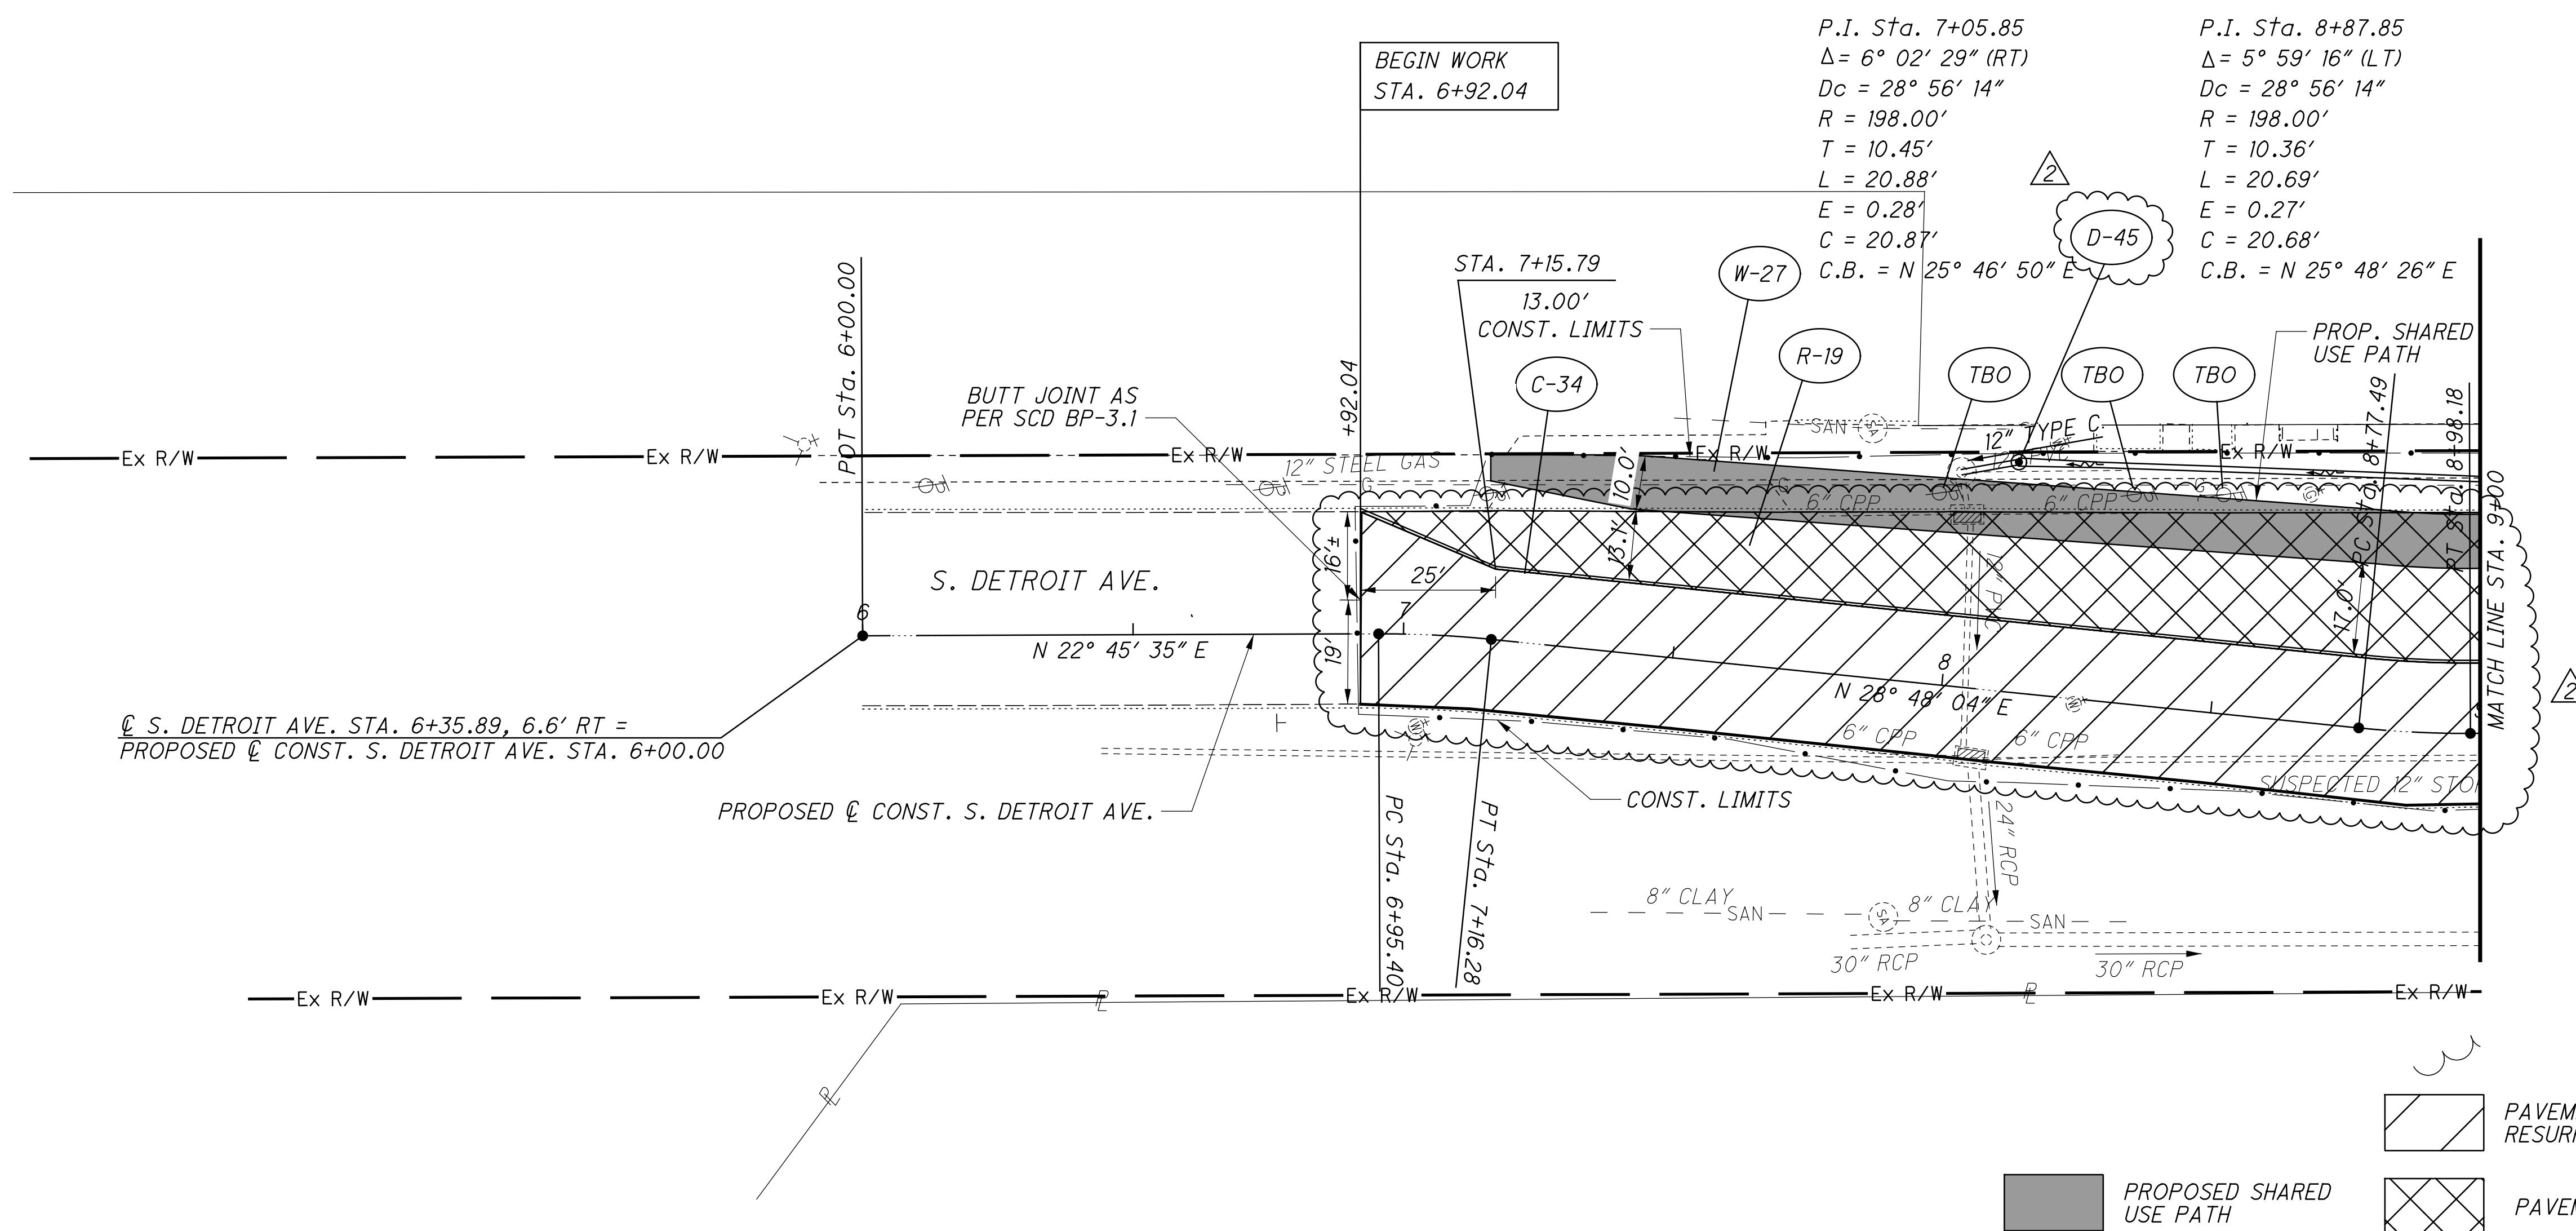 P.I. Sta. 7+05.85
Δ= 6° 02' 29" (RT)
Dc = 28° 56' 14"
R = 198.00'
T = 10.45'
L = 20.88'
E = 0.28'
C = 20.87'
C.B. = N 25° 46' 50" E
P.I. Sta. 8+87.85
Δ= 5° 59' 16" (LT)
Dc = 28° 56' 14"
R = 198.00'
T = 10.36'
L = 20.69'
E = 0.27'
C = 20.68'
C.B. = N 25° 48' 26" E
BEGIN WORK
STA. 6+92.04
2
D-45
STA. 7+15.79
13.00'
CONST. LIMITS
W-27
R-19
C-34
TBO
TBO
TBO
PROP. SHARED
USE PATH
POT Sta. 6+00.00
+92.04
BUTT JOINT AS
PER SCD BP-3.1
PC Sta. 8+77.49
PT Sta. 8+98.18
MATCH LINE STA. 9+00
Ex R/W
Ex R/W
Ex R/W
Ex R/W
Ex R/W
SAN
SA
12" TYPE C
12" STEEL GAS
G
G
10.0'
6" CPP
6" CPP
13.1'
16'±
25'
19'
17.0'
12" PVC
S. DETROIT AVE.
6
7
8
N 22° 45' 35" E
N 28° 48' 04" E
W
W
2
₵ S. DETROIT AVE. STA. 6+35.89, 6.6' RT =
PROPOSED ₵ CONST. S. DETROIT AVE. STA. 6+00.00
PROPOSED ₵ CONST. S. DETROIT AVE.
6" CPP
6" CPP
SUSPECTED 12" STO
CONST. LIMITS
PC Sta. 6+95.40
PT Sta. 7+16.28
24" RCP
8" CLAY
SAN
SA
8" CLAY
SAN
30" RCP
30" RCP
Ex R/W
Ex R/W
Ex R/W
Ex R/W
Ex R/W
PL
PL
PL
PAVEM
RESUR
PROPOSED SHARED
USE PATH
PAVEM